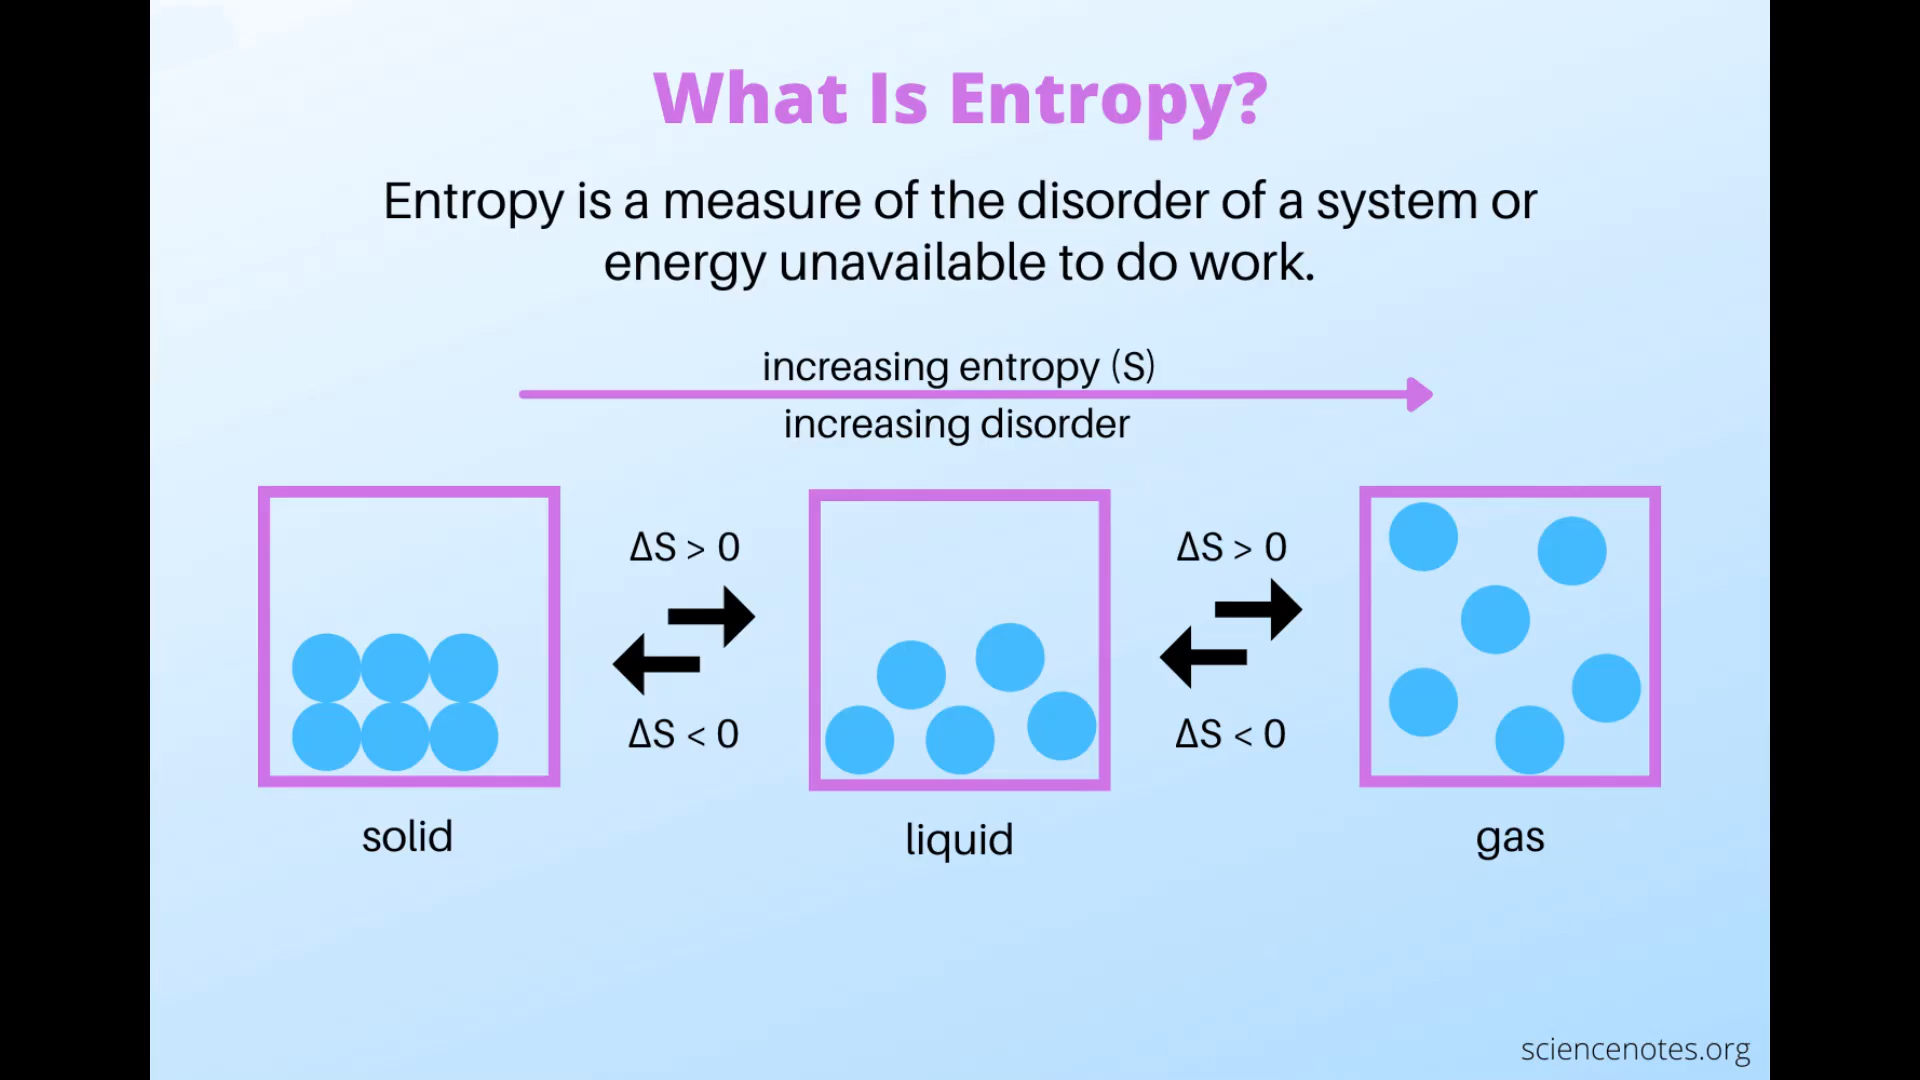 What Is Entropy?
Entropy is a measure of the disorder of a system or
energy unavailable to do work.
increasing entropy (S)
increasing disorder
ΔS > 0
ΔS < 0
ΔS > 0
ΔS < 0
solid
liquid
gas
sciencenotes.org